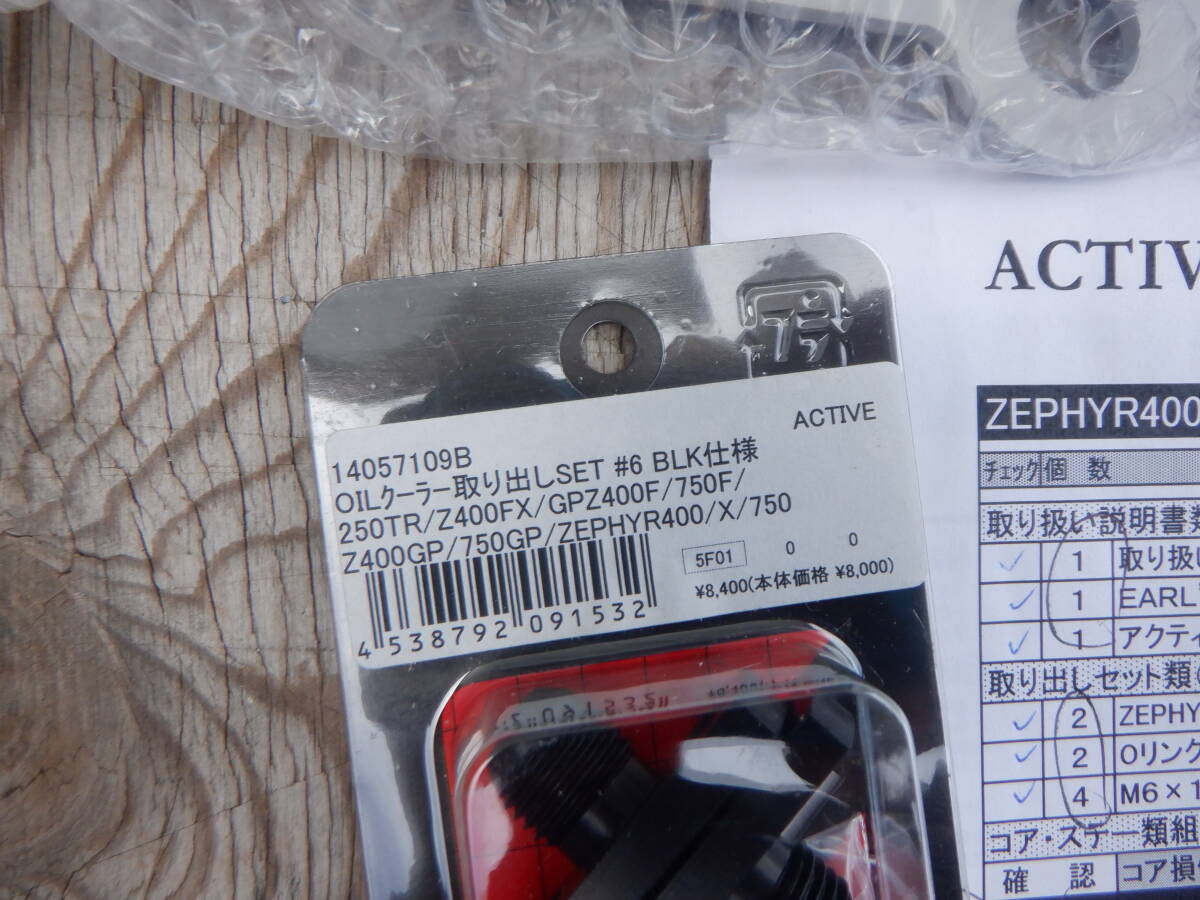 ACTIVE
14057109B
OILクーラー取り出しSET #6 BLK仕様
250TR/Z400FX/GPZ400F/750F/
Z400GP/750GP/ZEPHYR400/X/750
5F01 0 0
¥8,400(本体価格 ¥8,000)
4 538792 091532
ACTIV
ZEPHYR400
チェック 個 数
取り扱い説明書類
1 取り扱い
1 EARL
1 アクティ
取り出しセット類
2 ZEPHY
2 Oリング
4 M6×1
コア・ステー類組
確 認 コア損